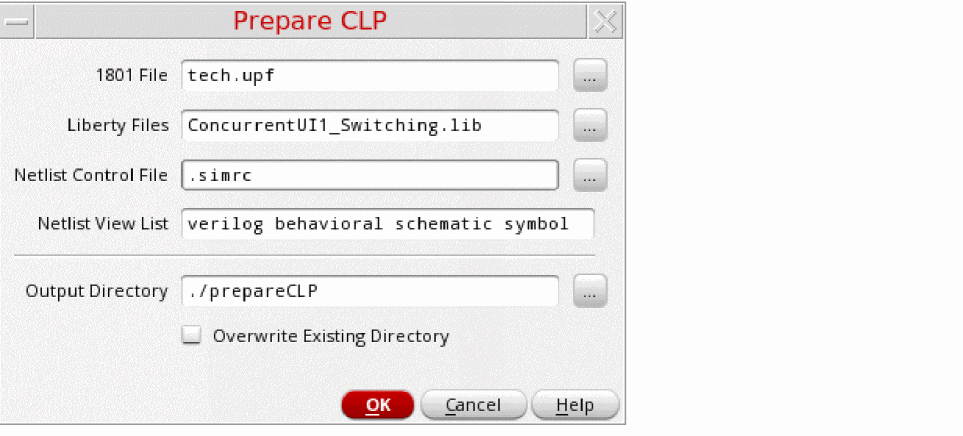 Prepare CLP
1801 File tech.upf ...
Liberty Files ConcurrentUI1_Switching.lib ...
Netlist Control File .simrc ...
Netlist View List verilog behavioral schematic symbol
Output Directory ./prepareCLP ...
Overwrite Existing Directory
OK Cancel Help